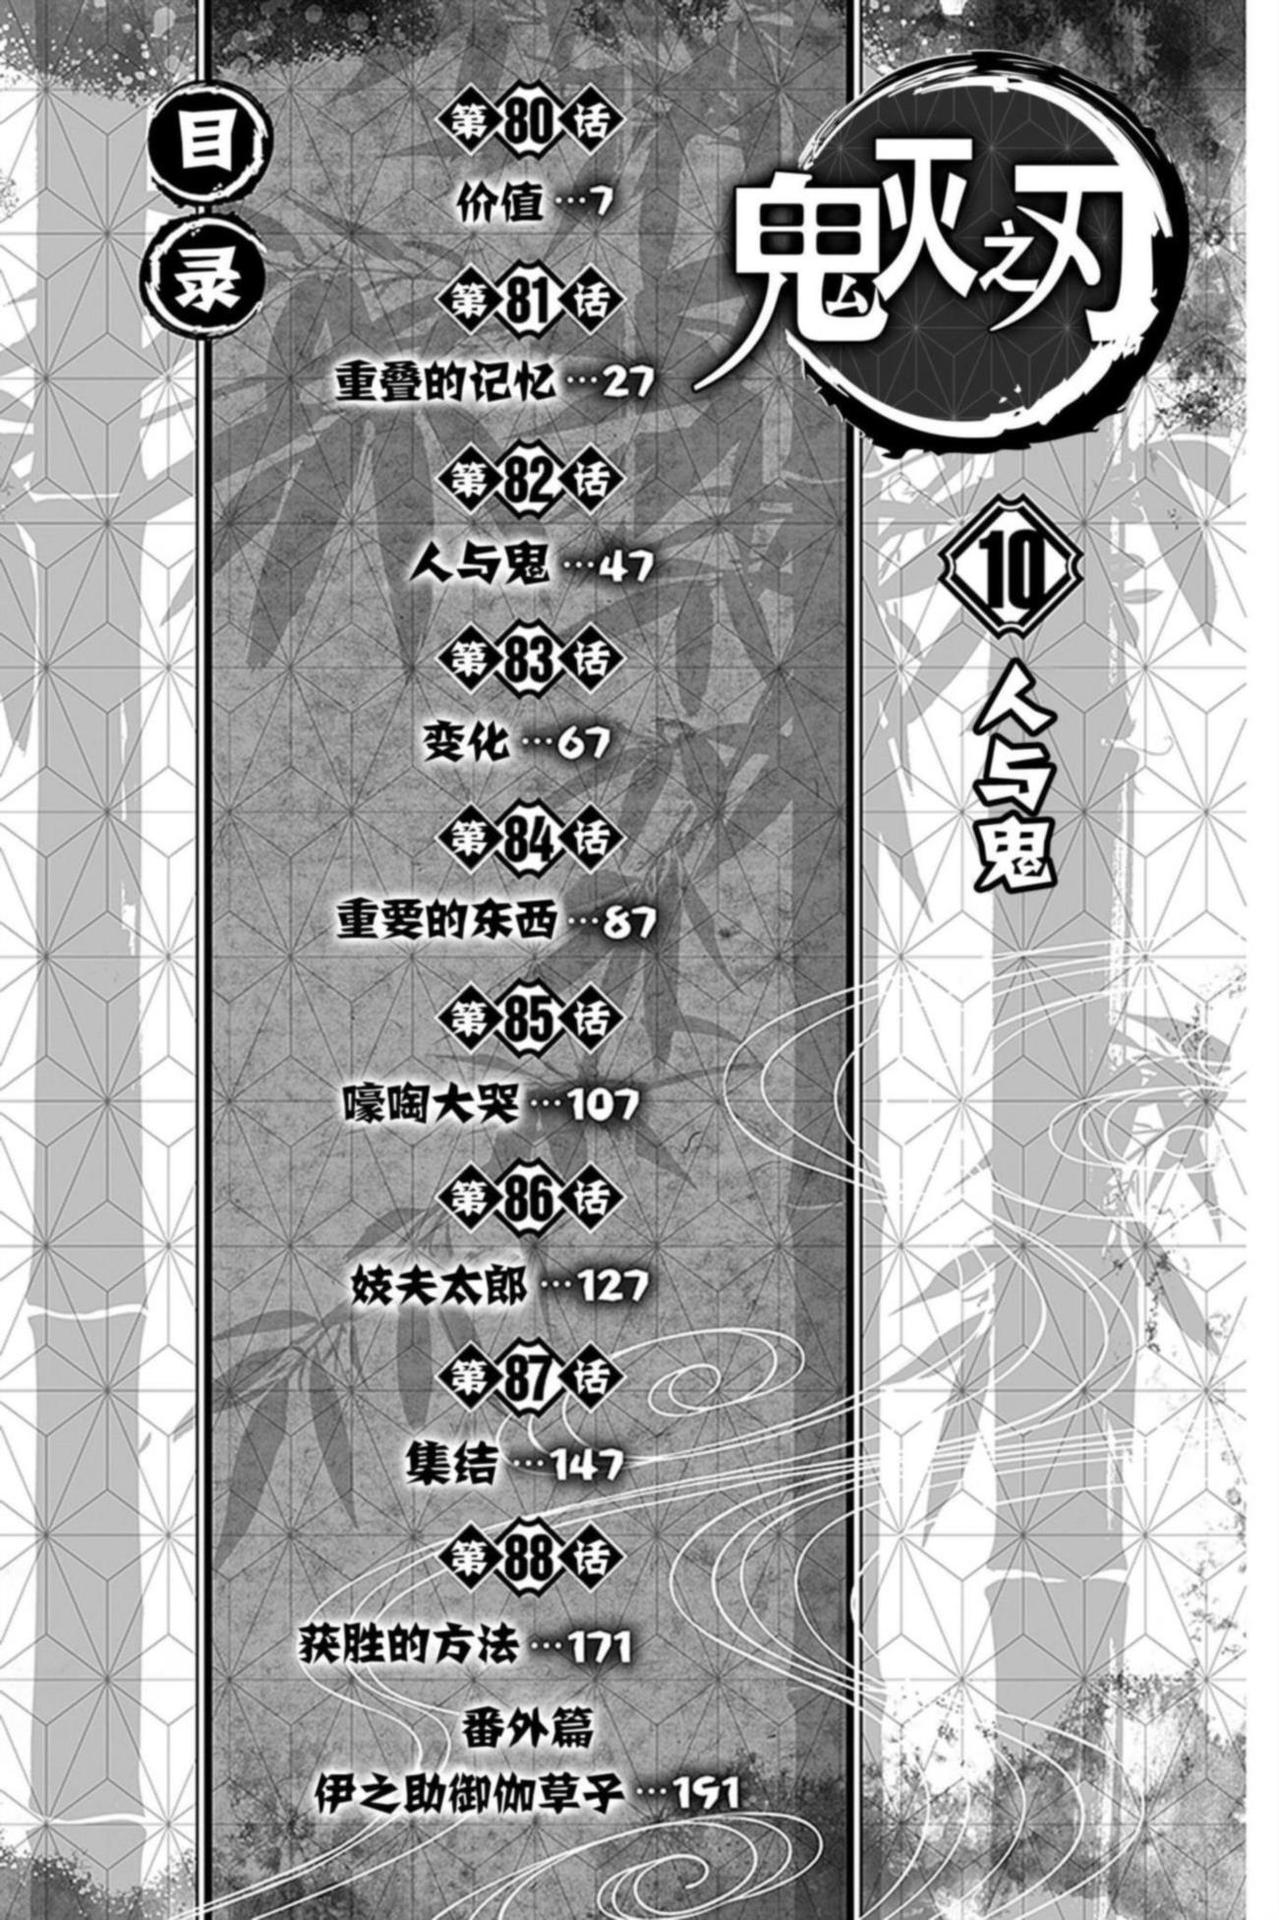 鬼灭之刃
10
人与鬼
目录
第80话
价值…7
第81话
重叠的记忆…27
第82话
人与鬼…47
第83话
变化…67
第84话
重要的东西…87
第85话
嚎啕大哭…107
第86话
妓夫太郎…127
第87话
集结…147
第88话
获胜的方法…171
番外篇
伊之助御伽草子…191